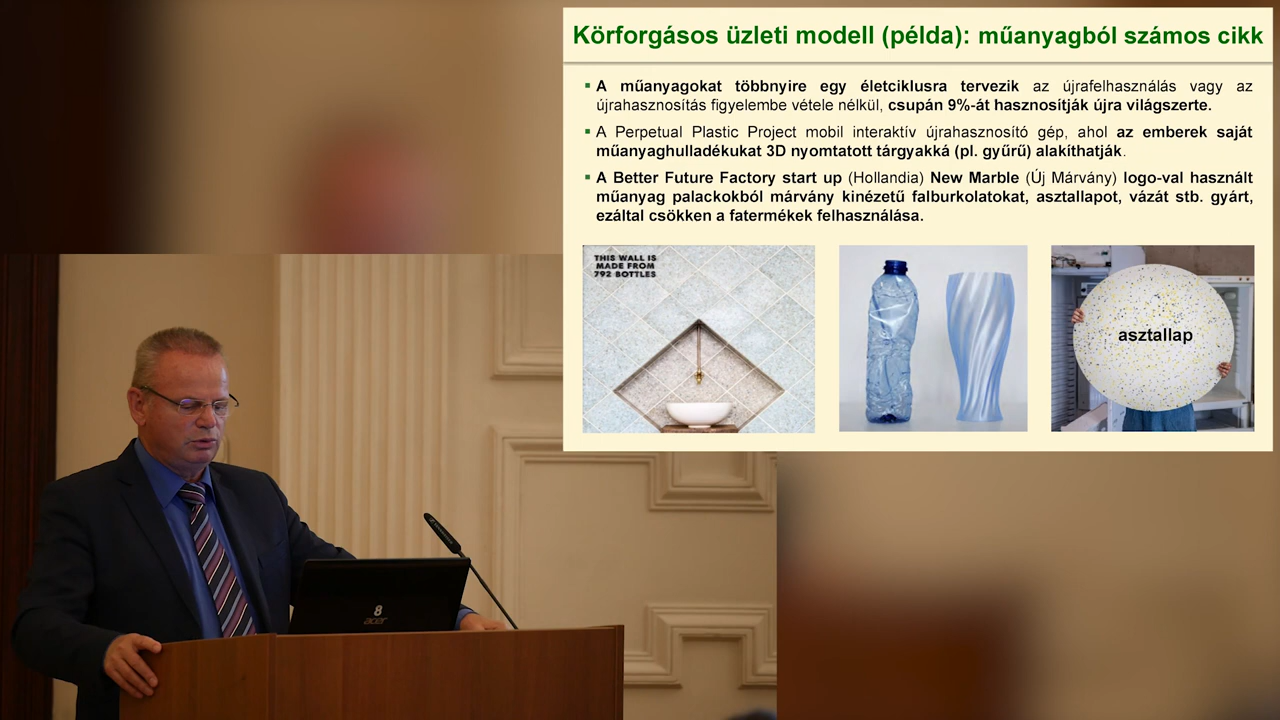 Körforgásos üzleti modell (példa): műanyagból számos cikk
▪ A műanyagokat többnyire egy életciklusra tervezik az újrafelhasználás vagy az
újrahasznosítás figyelembe vétele nélkül, csupán 9%-át hasznosítják újra világszerte.
▪ A Perpetual Plastic Project mobil interaktív újrahasznosító gép, ahol az emberek saját
műanyaghulladékukat 3D nyomtatott tárgyakká (pl. gyűrű) alakíthatják.
▪ A Better Future Factory start up (Hollandia) New Marble (Új Márvány) logo-val használt
műanyag palackokból márvány kinézetű falburkolatokat, asztallapot, vázát stb. gyárt,
ezáltal csökken a fatermékek felhasználása.
THIS WALL IS
MADE FROM
792 BOTTLES
asztallap
8
acer